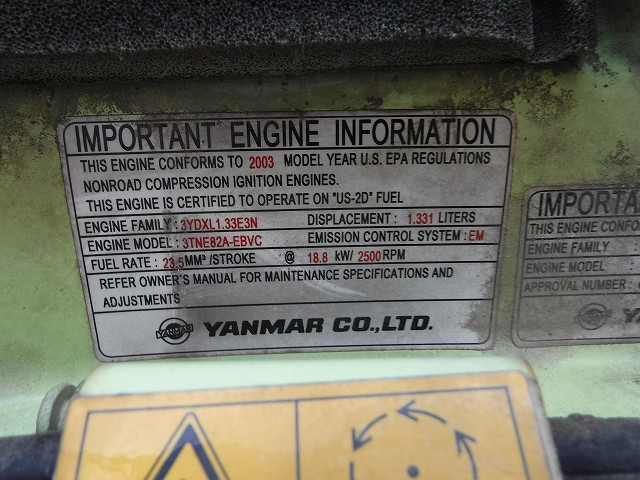 IMPORTANT ENGINE INFORMATION
THIS ENGINE CONFORMS TO 2003 MODEL YEAR U.S. EPA REGULATIONS
NONROAD COMPRESSION IGNITION ENGINES.
THIS ENGINE IS CERTIFIED TO OPERATE ON "US-2D" FUEL
ENGINE FAMILY : 3YDXL1.33E3N DISPLACEMENT : 1.331 LITERS
ENGINE MODEL : 3TNE82A-EBVC EMISSION CONTROL SYSTEM : EM
FUEL RATE : 23.5 MM³ /STROKE @ 18.8 kW/ 2500 RPM
REFER OWNER'S MANUAL FOR MAINTENANCE SPECIFICATIONS AND
ADJUSTMENTS
YANMAR YANMAR CO.,LTD.
IMPORTA
THIS ENGINE CONFO
ENGINE FAMILY
ENGINE MODEL
APPROVAL NUMBER :
YA